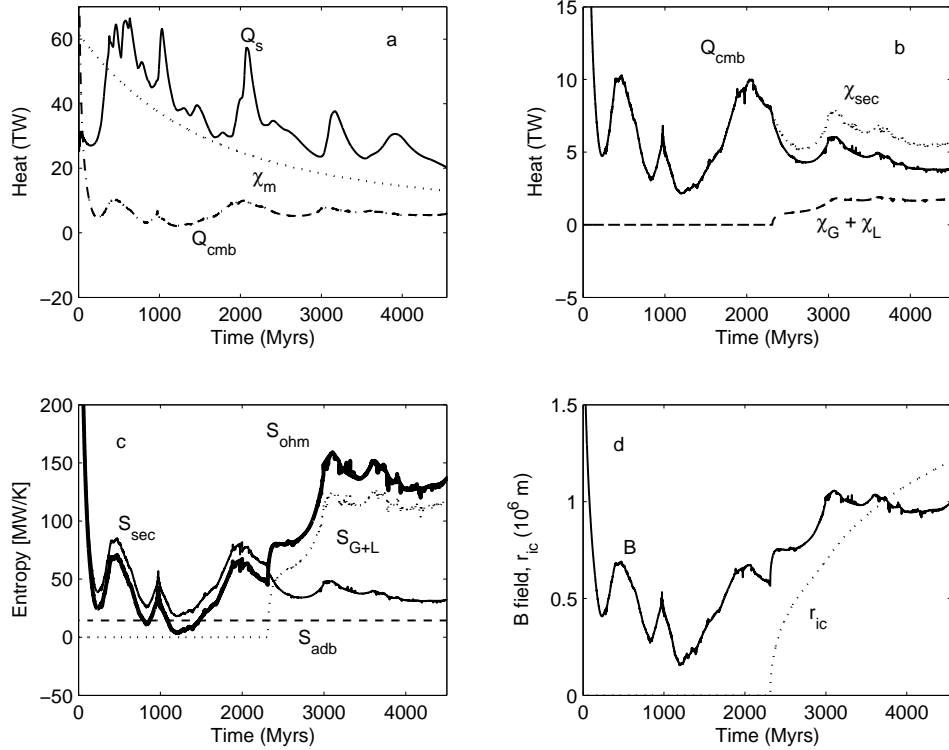 60
40
20
0
−20
Heat (TW)
a
Q_s
χ_m
Q_cmb
0 1000 2000 3000 4000
Time (Myrs)
15
10
5
0
−5
Heat (TW)
b
Q_cmb
χ_sec
χ_G + χ_L
0 1000 2000 3000 4000
Time (Myrs)
200
150
100
50
0
−50
Entropy [MW/K]
c
S_ohm
S_sec
S_G+L
S_adb
0 1000 2000 3000 4000
Time (Myrs)
1.5
1
0.5
0
B field, r_ic (10^6 m)
d
B
r_ic
0 1000 2000 3000 4000
Time (Myrs)